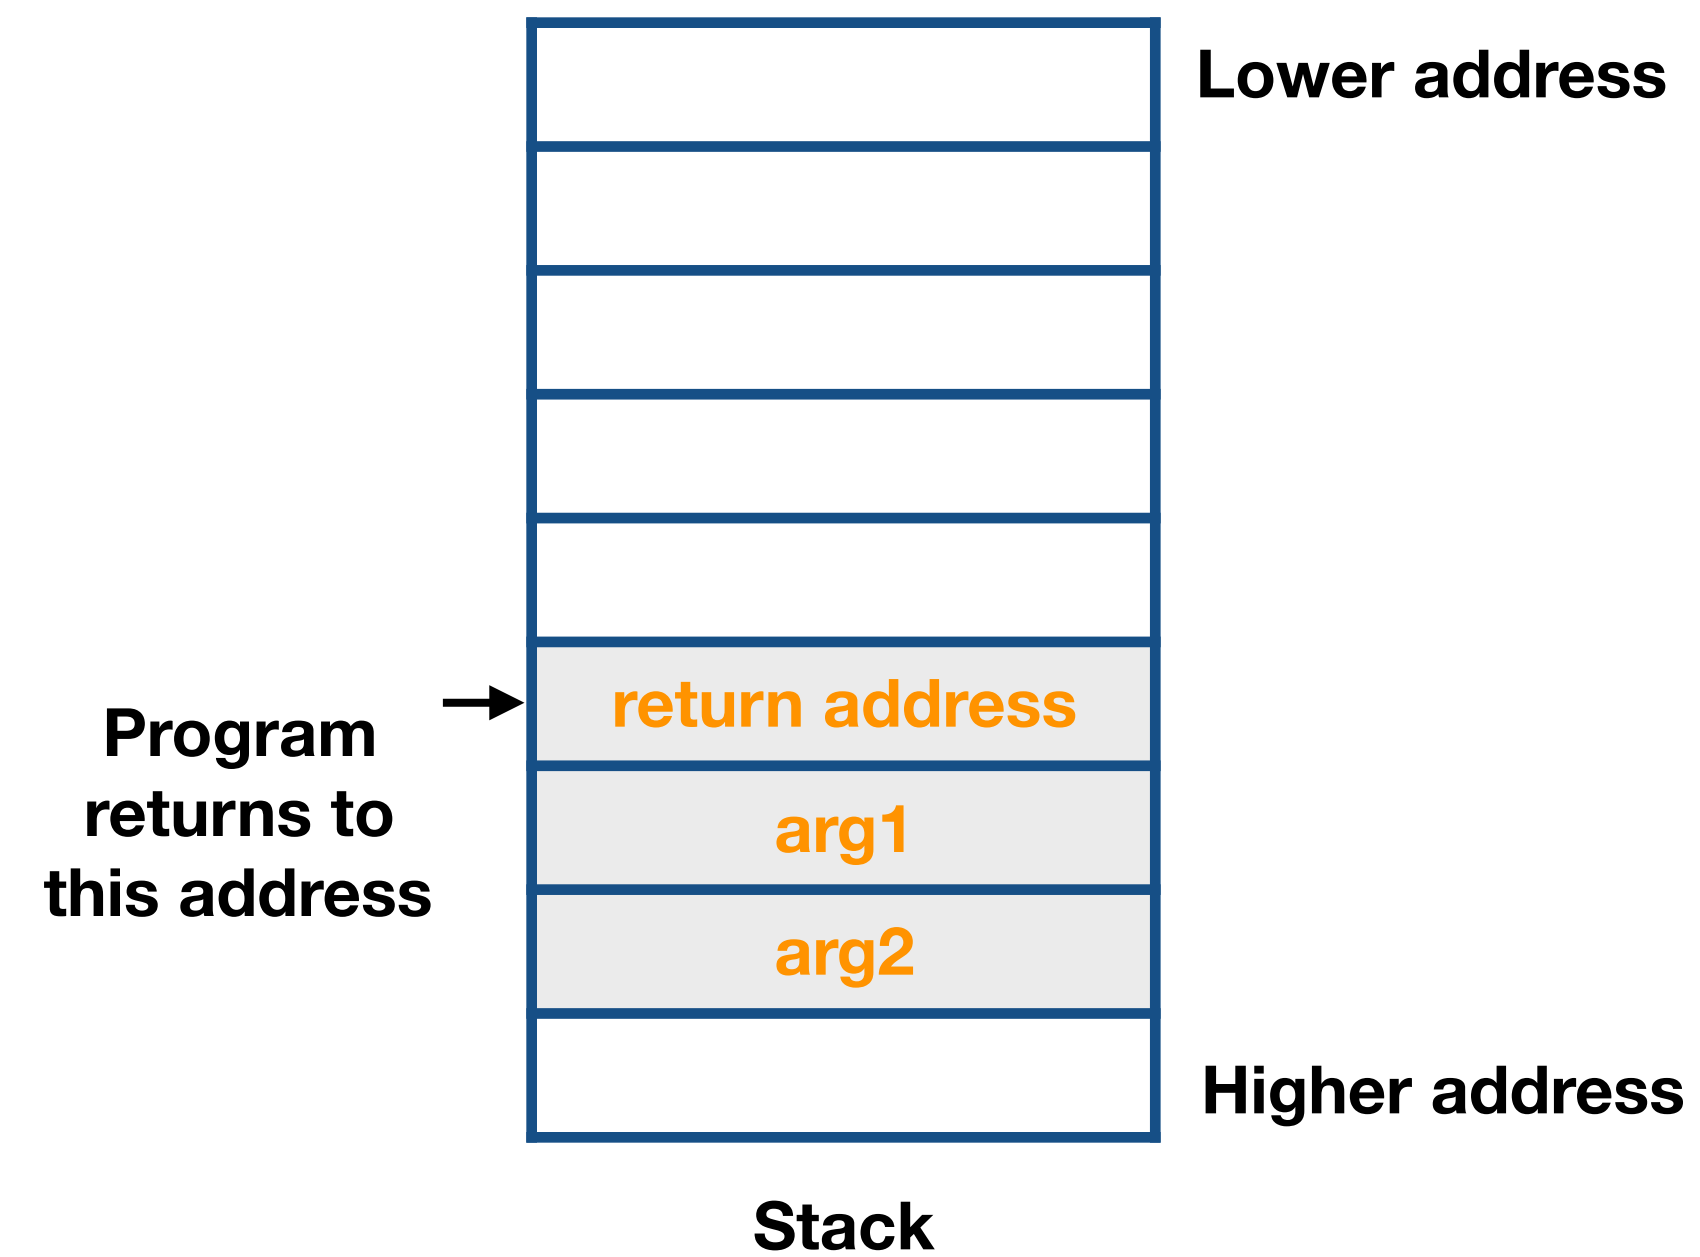 Lower address
return address
Program
returns to
this address
arg1
arg2
Higher address
Stack